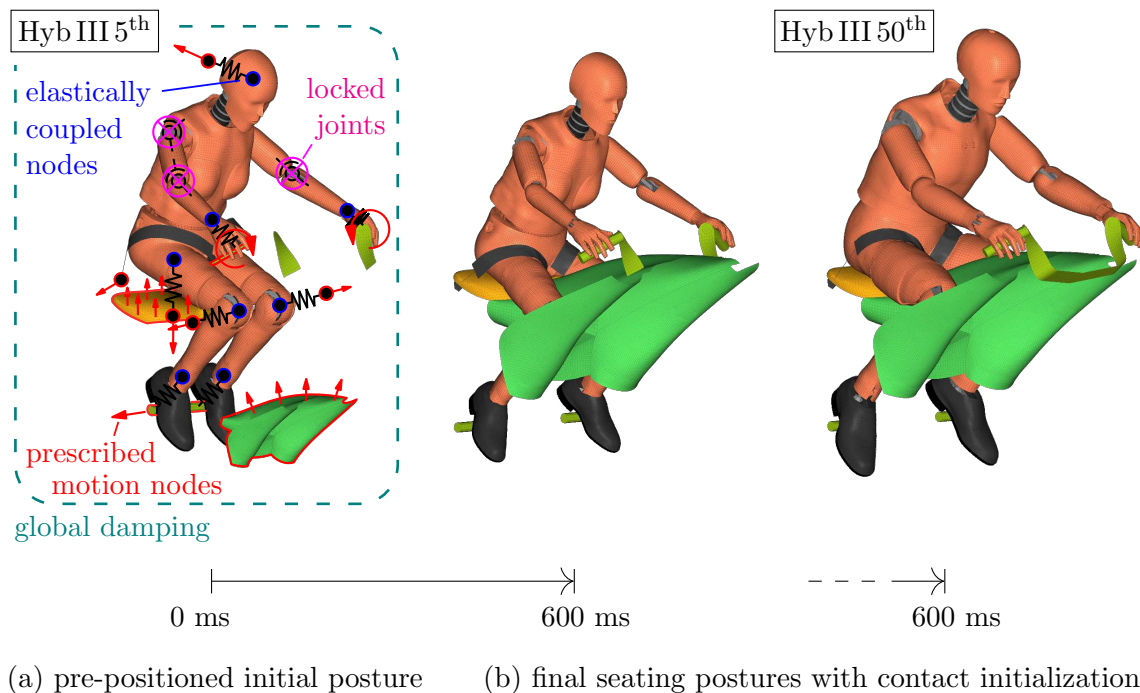 Hyb III 5th
Hyb III 50th
elastically
coupled
nodes
locked
joints
prescribed
motion nodes
global damping
0 ms
600 ms
600 ms
(a) pre-positioned initial posture
(b) final seating postures with contact initialization